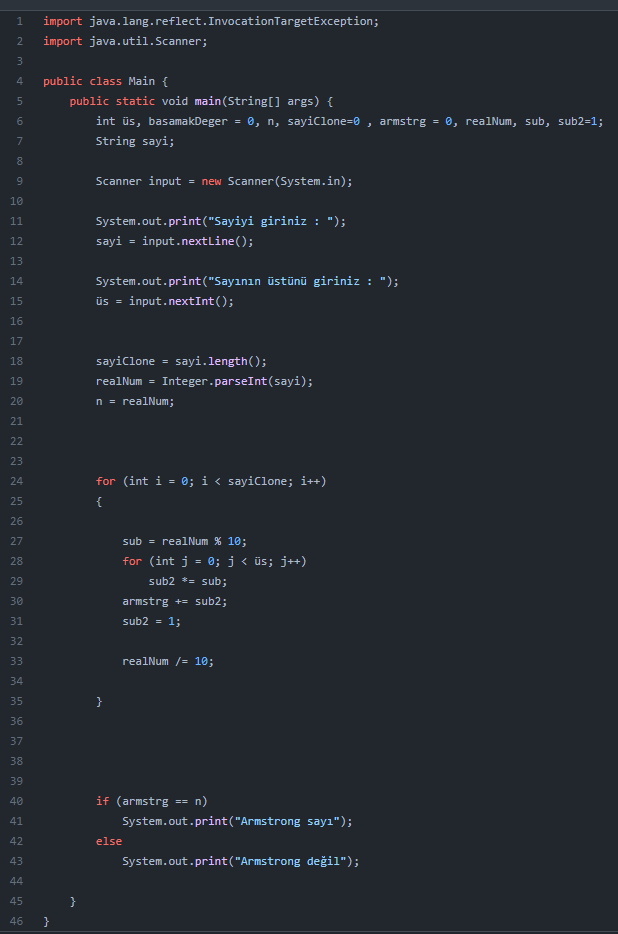 1 import java.lang.reflect.InvocationTargetException;
2 import java.util.Scanner;
3
4 public class Main {
5 public static void main(String[] args) {
6 int üs, basamakDeger = 0, n, sayiClone=0 , armstrg = 0, realNum, sub, sub2=1;
7 String sayi;
8
9 Scanner input = new Scanner(System.in);
10
11 System.out.print("Sayiyi giriniz : ");
12 sayi = input.nextLine();
13
14 System.out.print("Sayının üstünü giriniz : ");
15 üs = input.nextInt();
16
17
18 sayiClone = sayi.length();
19 realNum = Integer.parseInt(sayi);
20 n = realNum;
21
22
23
24 for (int i = 0; i < sayiClone; i++)
25 {
26
27 sub = realNum % 10;
28 for (int j = 0; j < üs; j++)
29 sub2 *= sub;
30 armstrg += sub2;
31 sub2 = 1;
32
33 realNum /= 10;
34
35 }
36
37
38
39
40 if (armstrg == n)
41 System.out.print("Armstrong sayı");
42 else
43 System.out.print("Armstrong değil");
44
45 }
46 }